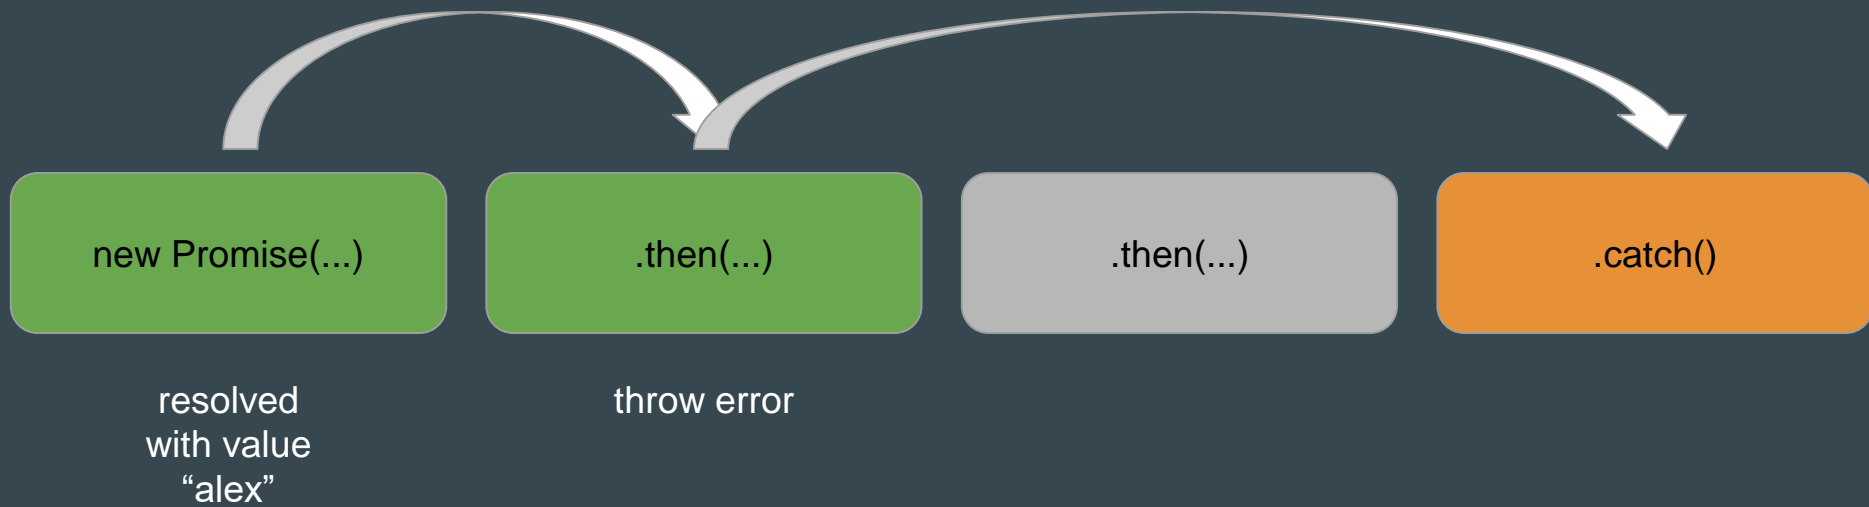 new Promise(...)
.then(...)
.then(...)
.catch()
resolved
with value
“alex”
throw error